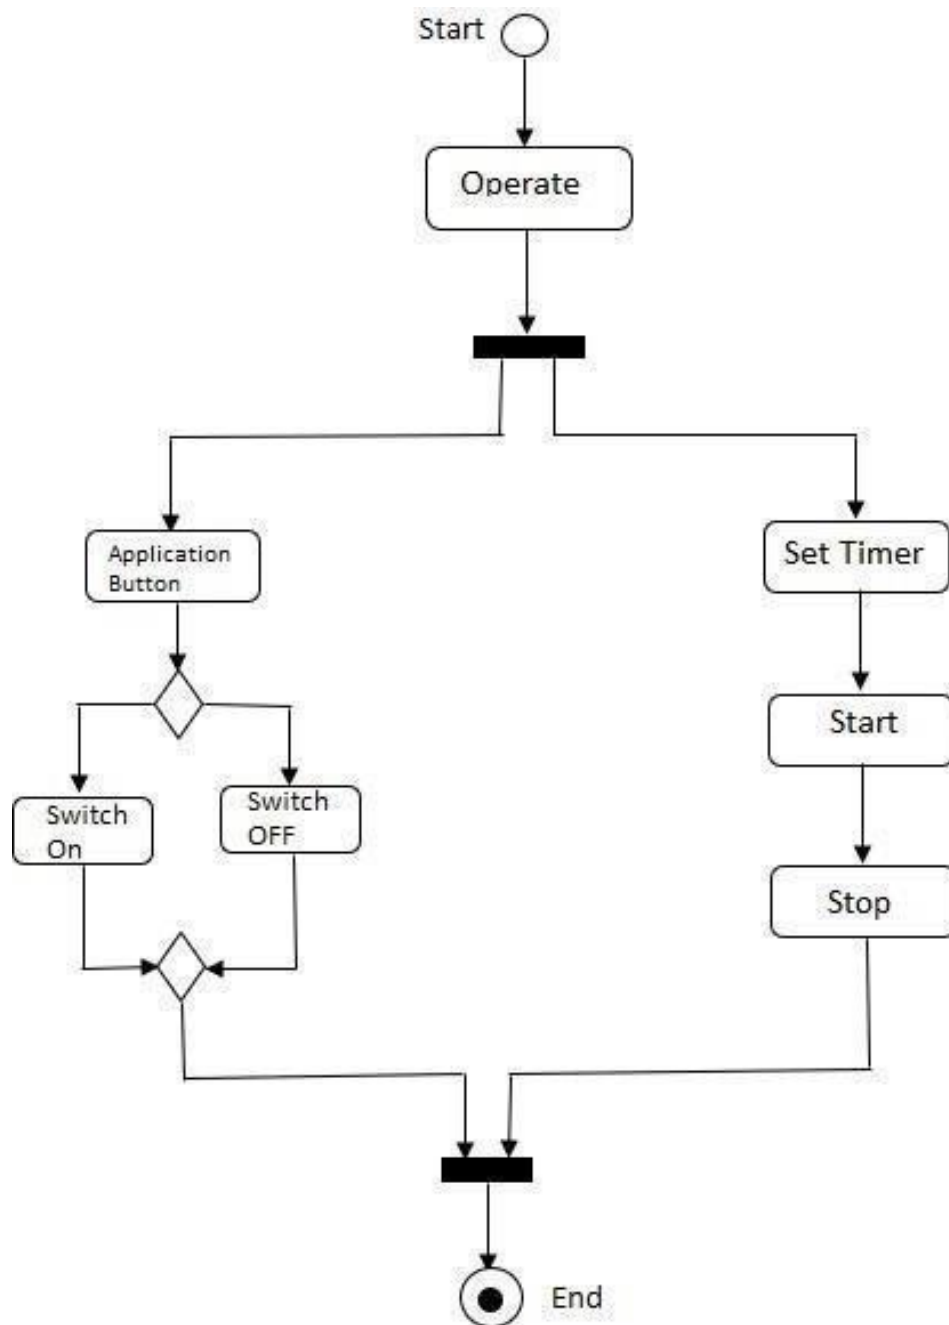 Start
Operate
Application
Button
Set Timer
Start
Switch
On
Switch
OFF
Stop
End